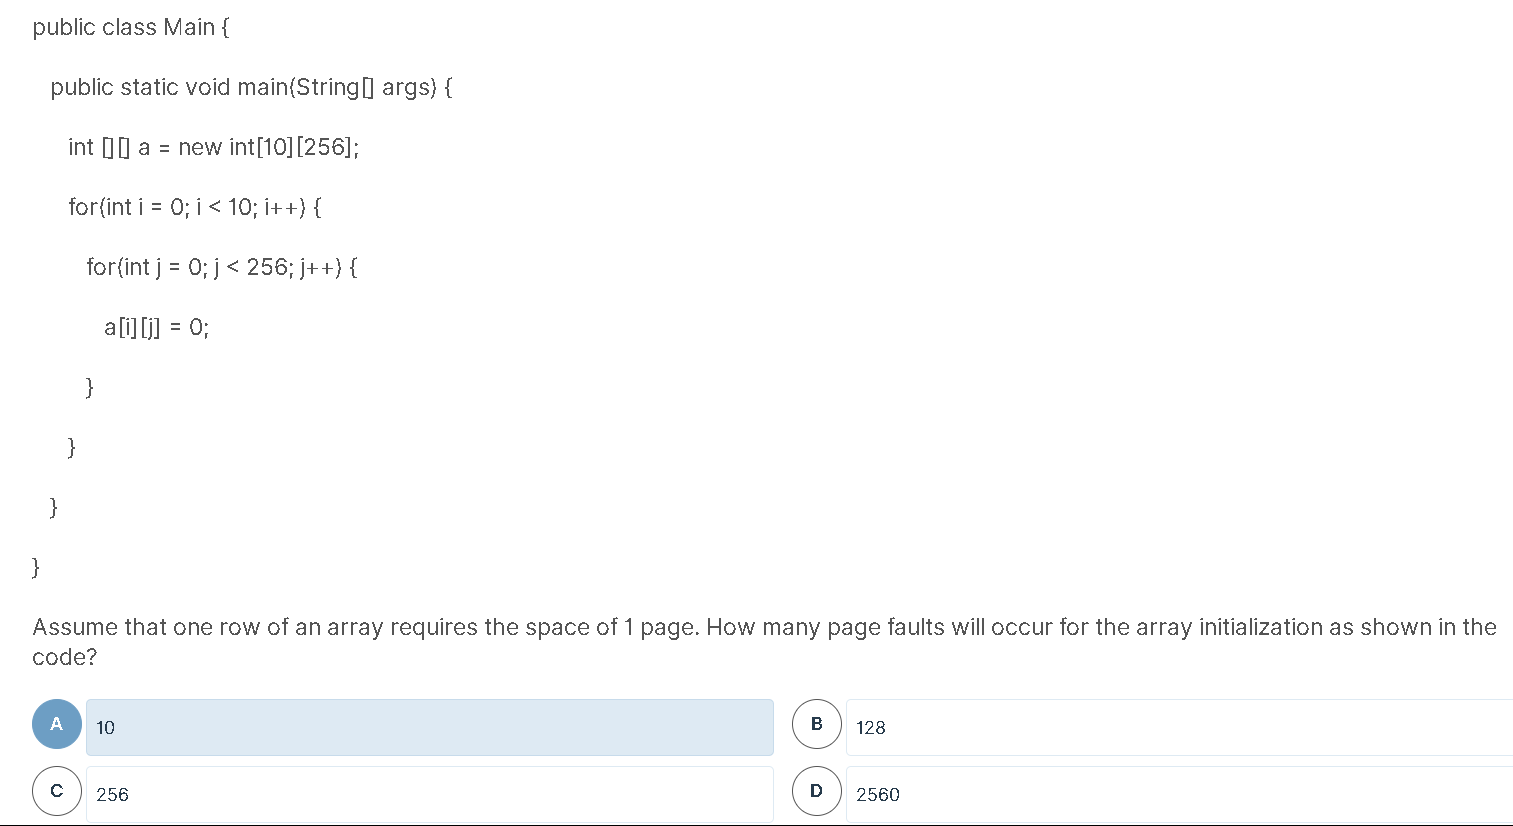 public class Main {
public static void main(String[] args) {
int [][] a = new int[10][256];
for(int i = 0; i < 10; i++) {
for(int j = 0; j < 256; j++) {
a[i][j] = 0;
}
}
}
}
Assume that one row of an array requires the space of 1 page. How many page faults will occur for the array initialization as shown in the
code?
A 10
B 128
C 256
D 2560